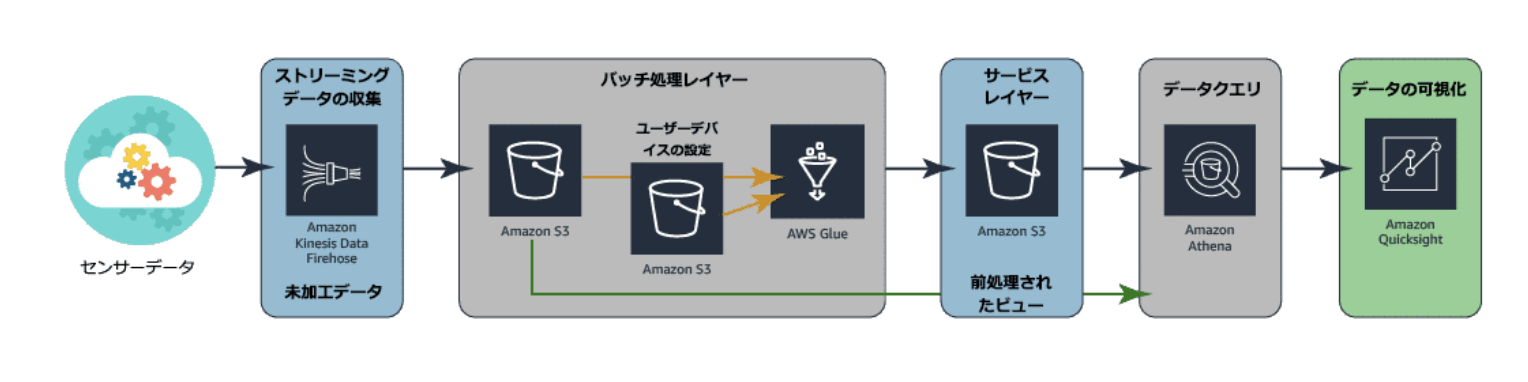 センサーデータ
ストリーミング
データの収集
Amazon
Kinesis Data
Firehose
未加工データ
バッチ処理レイヤー
Amazon S3
ユーザーデバ
イスの設定
Amazon S3
AWS Glue
サービス
レイヤー
Amazon S3
前処理され
たビュー
データクエリ
Amazon
Athena
データの可視化
Amazon
Quicksight